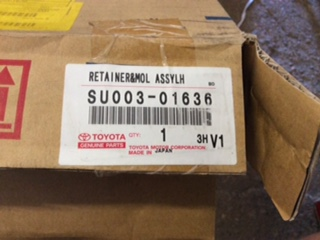 RETAINER&MOL ASSYLH
SU003-01636
TOYOTA
GENUINE PARTS
QTY:
1
3H V1
TOYOTA MOTOR CORPORATION
MADE IN JAPAN